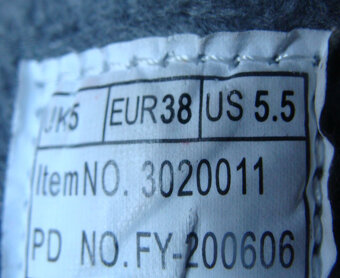 UK5 EUR38 US 5.5
ItemNO. 3020011
PD NO. FY-200606